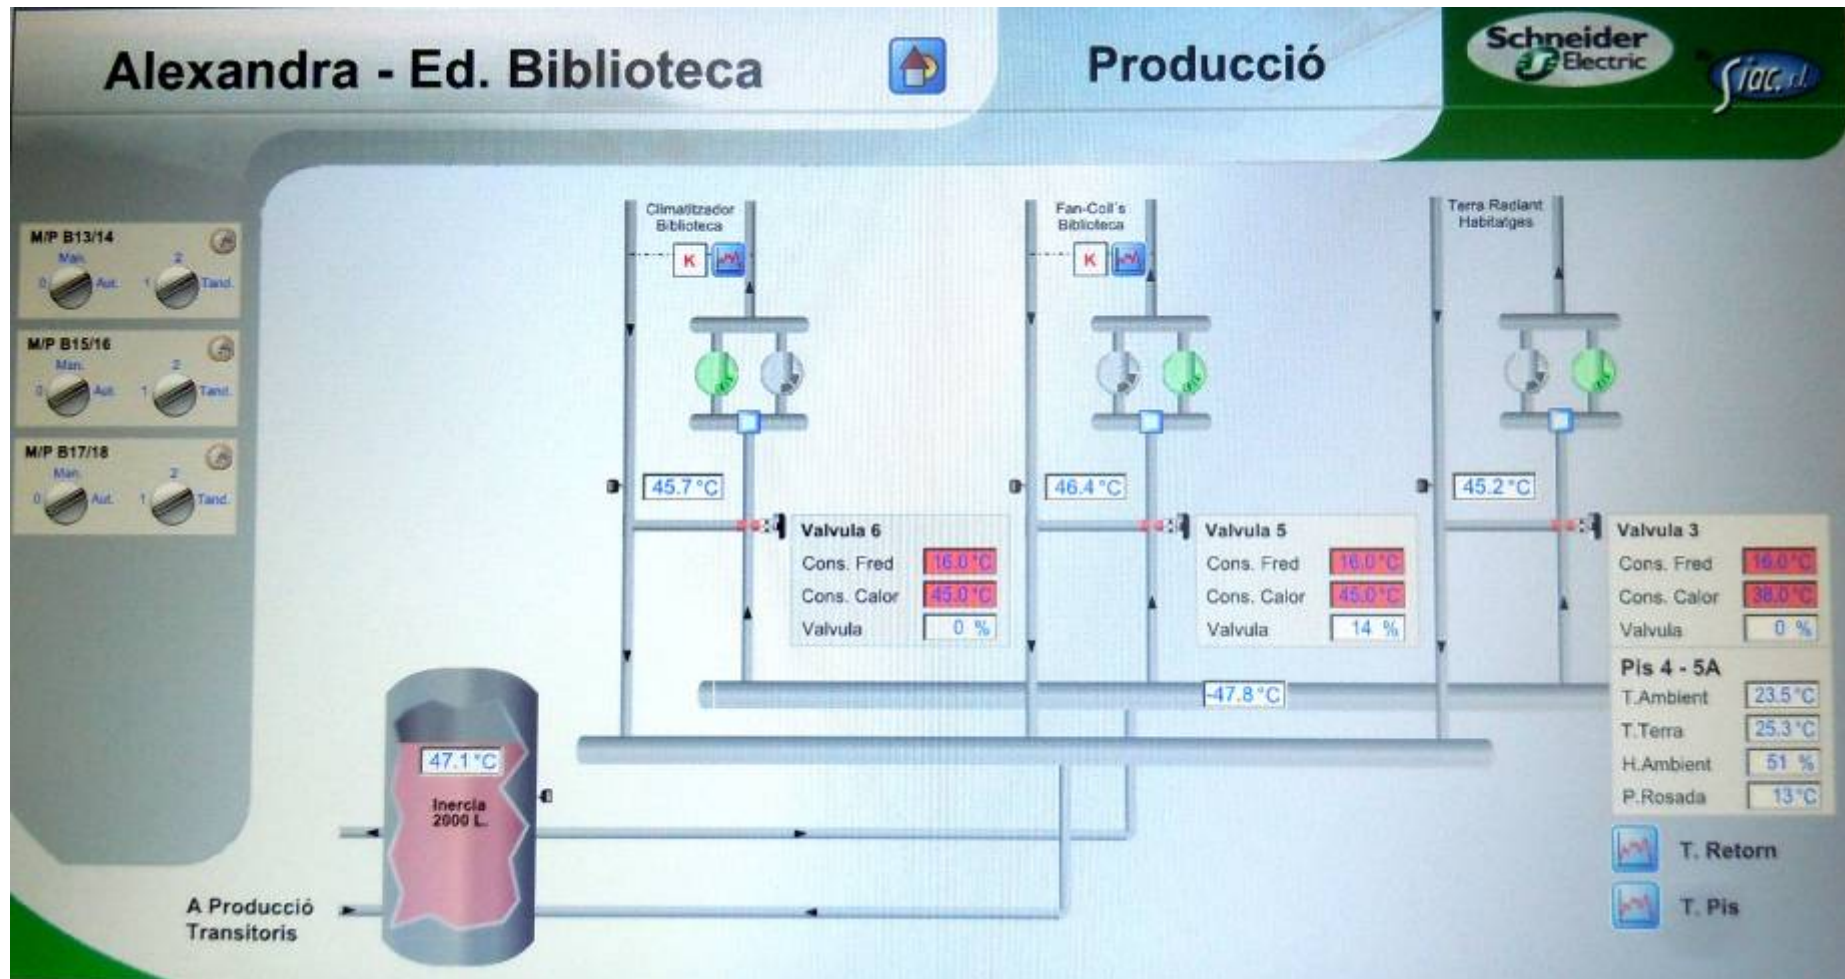 Alexandra - Ed. Biblioteca
Producció
Schneider
Electric
Siac, s.l.
M/P B13/14
Man.
2
0
Aut.
1
Tand.
M/P B15/16
Man.
2
0
Aut.
1
Tand.
M/P B17/18
Man.
2
0
Aut.
1
Tand.
Climatitzador
Biblioteca
K
Fan-Coil´s
Biblioteca
K
Terra Radiant
Habitatges
45.7 °C
46.4 °C
45.2 °C
Valvula 6
Cons. Fred 16.0 °C
Cons. Calor 45.0 °C
Valvula 0 %
Valvula 5
Cons. Fred 16.0 °C
Cons. Calor 45.0 °C
Valvula 14 %
Valvula 3
Cons. Fred 16.0 °C
Cons. Calor 38.0 °C
Valvula 0 %
Pis 4 - 5A
T.Ambient 23.5 °C
T.Terra 25.3 °C
H.Ambient 51 %
P.Rosada 13 °C
-47.8 °C
47.1 °C
Inercia
2000 L.
A Producció
Transitoris
T. Retorn
T. Pis